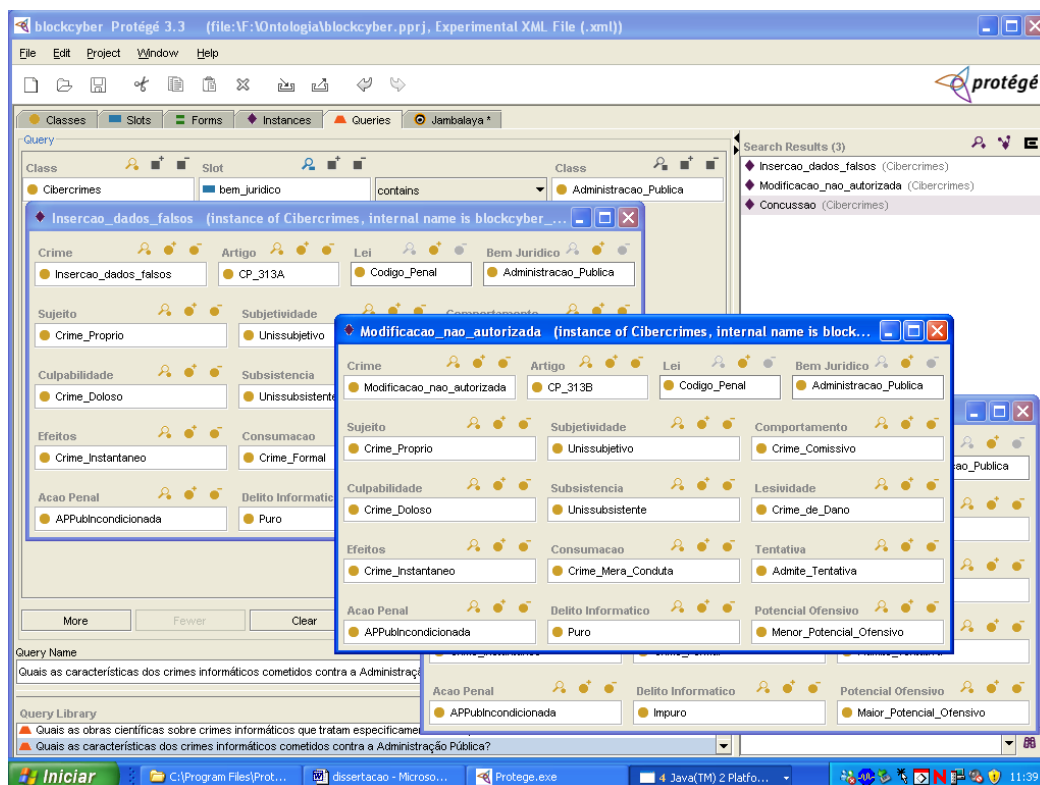 blockcyber Protégé 3.3 (file:\F:\Ontologia\blockcyber.pprj, Experimental XML File (.xml))
File Edit Project Window Help
protégé
Classes Slots Forms Instances Queries Jambalaya *
Query
Class Slot Class
Cibercrimes bem_juridico contains Administracao_Publica
Search Results (3)
Insercao_dados_falsos (Cibercrimes)
Modificacao_nao_autorizada (Cibercrimes)
Concussao (Cibercrimes)
Insercao_dados_falsos (instance of Cibercrimes, internal name is blockcyber_...
Crime Artigo Lei Bem Juridico
Insercao_dados_falsos CP_313A Codigo_Penal Administracao_Publica
Sujeito Subjetividade Comportamento
Crime_Proprio Unissubjetivo
Culpabilidade Subsistencia
Crime_Doloso Unissubsistente
Efeitos Consumacao
Crime_Instantaneo Crime_Formal
Acao Penal Delito Informatic
APPubIncondicionada Puro
Modificacao_nao_autorizada (instance of Cibercrimes, internal name is block...
Crime Artigo Lei Bem Juridico
Modificacao_nao_autorizada CP_313B Codigo_Penal Administracao_Publica
Sujeito Subjetividade Comportamento
Crime_Proprio Unissubjetivo Crime_Comissivo
Culpabilidade Subsistencia Lesividade
Crime_Doloso Unissubsistente Crime_de_Dano
Efeitos Consumacao Tentativa
Crime_Instantaneo Crime_Mera_Conduta Admite_Tentativa
Acao Penal Delito Informatico Potencial Ofensivo
APPubIncondicionada Puro Menor_Potencial_Ofensivo
ao_Publica
Acao Penal Delito Informatico Potencial Ofensivo
APPubIncondicionada Impuro Maior_Potencial_Ofensivo
More Fewer Clear
Query Name
Quais as características dos crimes informáticos cometidos contra a Administraç
Query Library
Quais as obras científicas sobre crimes informáticos que tratam especificamen
Quais as características dos crimes informáticos cometidos contra a Administração Pública?
Iniciar C:\Program Files\Prot... dissertacao - Microso... Protege.exe 4 Java(TM) 2 Platfo... 11:39